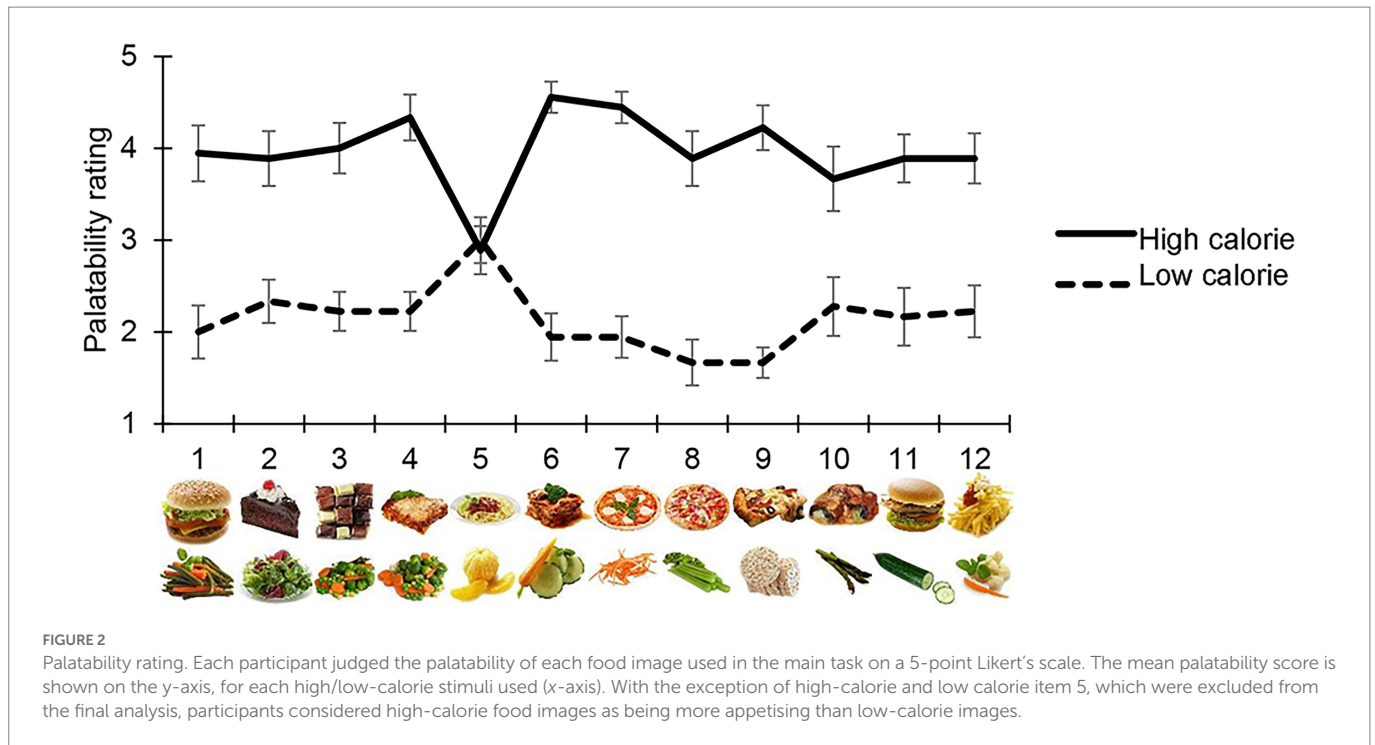 5
4
3
2
1
Palatability rating
High calorie
Low calorie
1 2 3 4 5 6 7 8 9 10 11 12
FIGURE 2
Palatability rating. Each participant judged the palatability of each food image used in the main task on a 5-point Likert's scale. The mean palatability score is
shown on the y-axis, for each high/low-calorie stimuli used (x-axis). With the exception of high-calorie and low calorie item 5, which were excluded from
the final analysis, participants considered high-calorie food images as being more appetising than low-calorie images.